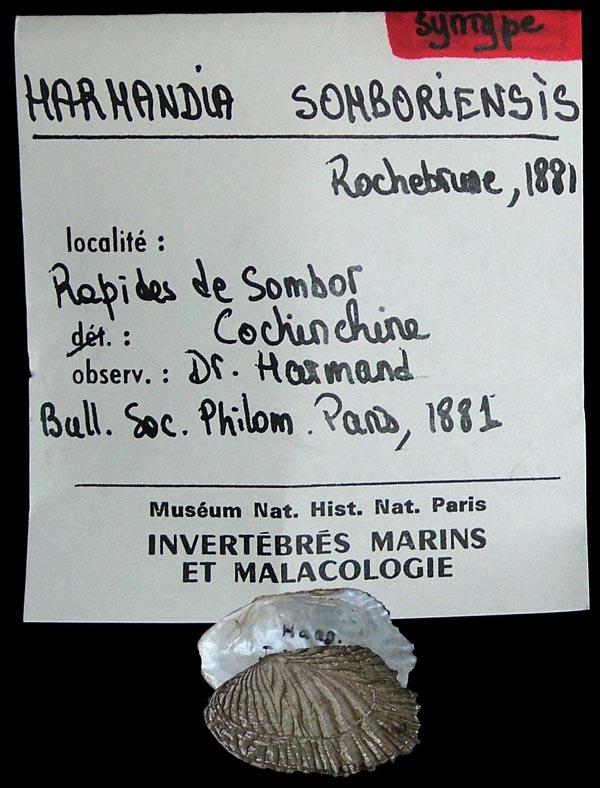 syntype
HARMANDIA SOMBORIENSIS
Rochebrune, 1881
localité :
Rapides de Sombor
dét. : Cochinchine
observ. : Dr. Harmand
Bull. Soc. Philom. Paris, 1881
Muséum Nat. Hist. Nat. Paris
INVERTÉBRÉS MARINS
ET MALACOLOGIE
Haas.